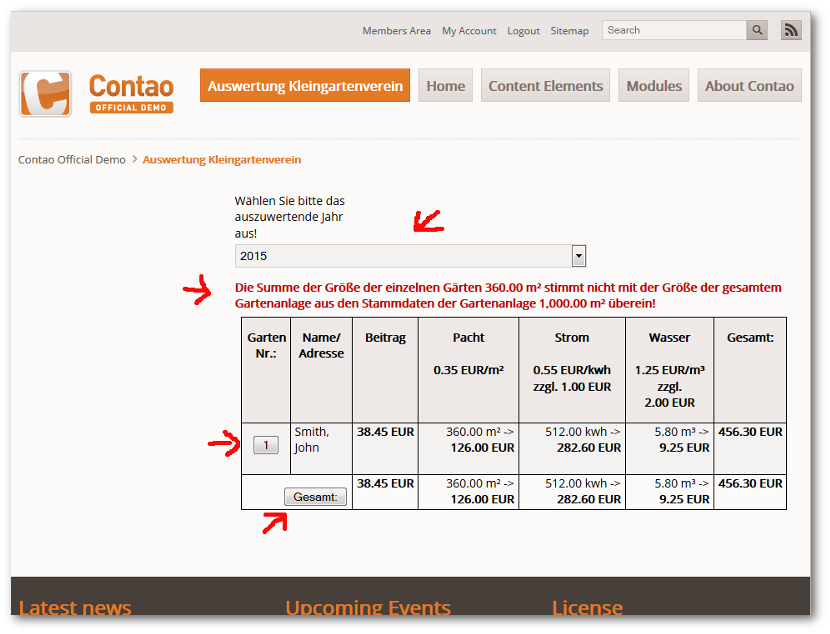 Members Area My Account Logout Sitemap Search
Contao
OFFICIAL DEMO
Auswertung Kleingartenverein Home Content Elements Modules About Contao
Contao Official Demo > Auswertung Kleingartenverein
Wählen Sie bitte das
auszuwertende Jahr
aus!
2015
Die Summe der Größe der einzelnen Gärten 360.00 m² stimmt nicht mit der Größe der gesamtem
Gartenanlage aus den Stammdaten der Gartenanlage 1,000.00 m² überein!
Garten Name/ Beitrag Pacht Strom Wasser Gesamt:
Nr.: Adresse
0.35 EUR/m² 0.55 EUR/kwh 1.25 EUR/m³
zzgl. 1.00 EUR zzgl.
2.00 EUR
Smith, 38.45 EUR 360.00 m² -> 512.00 kwh -> 5.80 m³ -> 456.30 EUR
1 John 126.00 EUR 282.60 EUR 9.25 EUR
38.45 EUR 360.00 m² -> 512.00 kwh -> 5.80 m³ -> 456.30 EUR
Gesamt: 126.00 EUR 282.60 EUR 9.25 EUR
Latest news Upcoming Events License